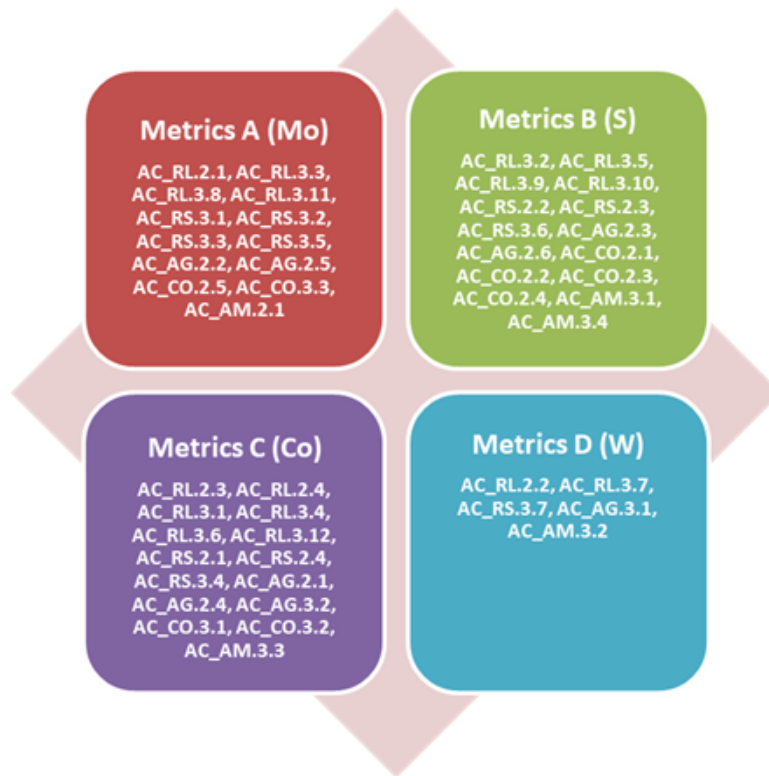 Metrics A (Mo)
AC_RL.2.1, AC_RL.3.3,
AC_RL.3.8, AC_RL.3.11,
AC_RS.3.1, AC_RS.3.2,
AC_RS.3.3, AC_RS.3.5,
AC_AG.2.2, AC_AG.2.5,
AC_CO.2.5, AC_CO.3.3,
AC_AM.2.1
Metrics B (S)
AC_RL.3.2, AC_RL.3.5,
AC_RL.3.9, AC_RL.3.10,
AC_RS.2.2, AC_RS.2.3,
AC_RS.3.6, AC_AG.2.3,
AC_AG.2.6, AC_CO.2.1,
AC_CO.2.2, AC_CO.2.3,
AC_CO.2.4, AC_AM.3.1,
AC_AM.3.4
Metrics C (Co)
AC_RL.2.3, AC_RL.2.4,
AC_RL.3.1, AC_RL.3.4,
AC_RL.3.6, AC_RL.3.12,
AC_RS.2.1, AC_RS.2.4,
AC_RS.3.4, AC_AG.2.1,
AC_AG.2.4, AC_AG.3.2,
AC_CO.3.1, AC_CO.3.2,
AC_AM.3.3
Metrics D (W)
AC_RL.2.2, AC_RL.3.7,
AC_RS.3.7, AC_AG.3.1,
AC_AM.3.2